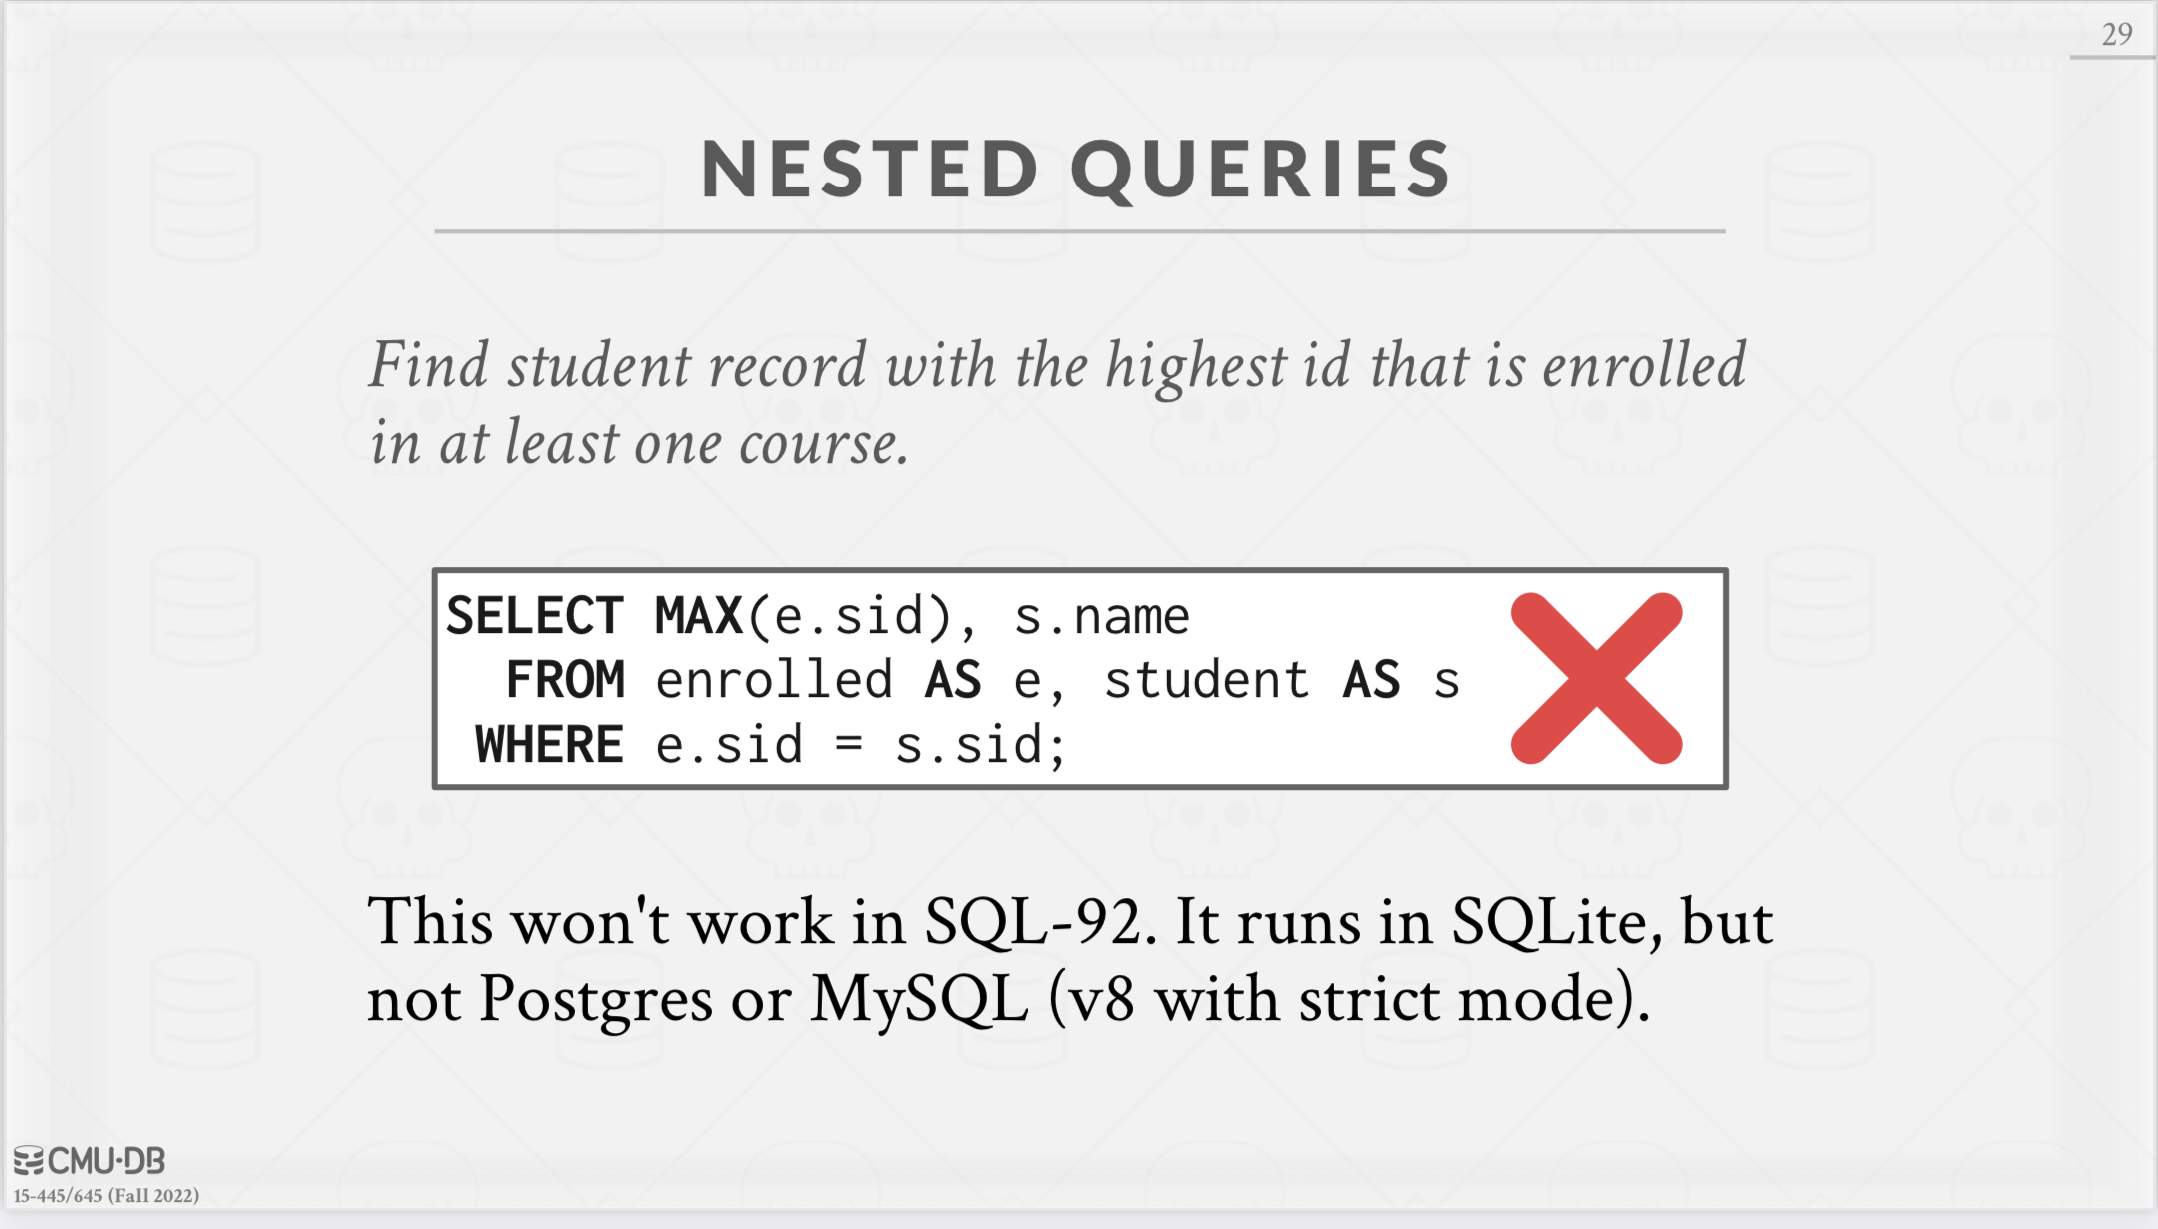 29
NESTED QUERIES
Find student record with the highest id that is enrolled
in at least one course.
SELECT MAX(e.sid), s.name
FROM enrolled AS e, student AS s
WHERE e.sid = s.sid;
This won't work in SQL-92. It runs in SQLite, but
not Postgres or MySQL (v8 with strict mode).
CMU·DB
15-445/645 (Fall 2022)